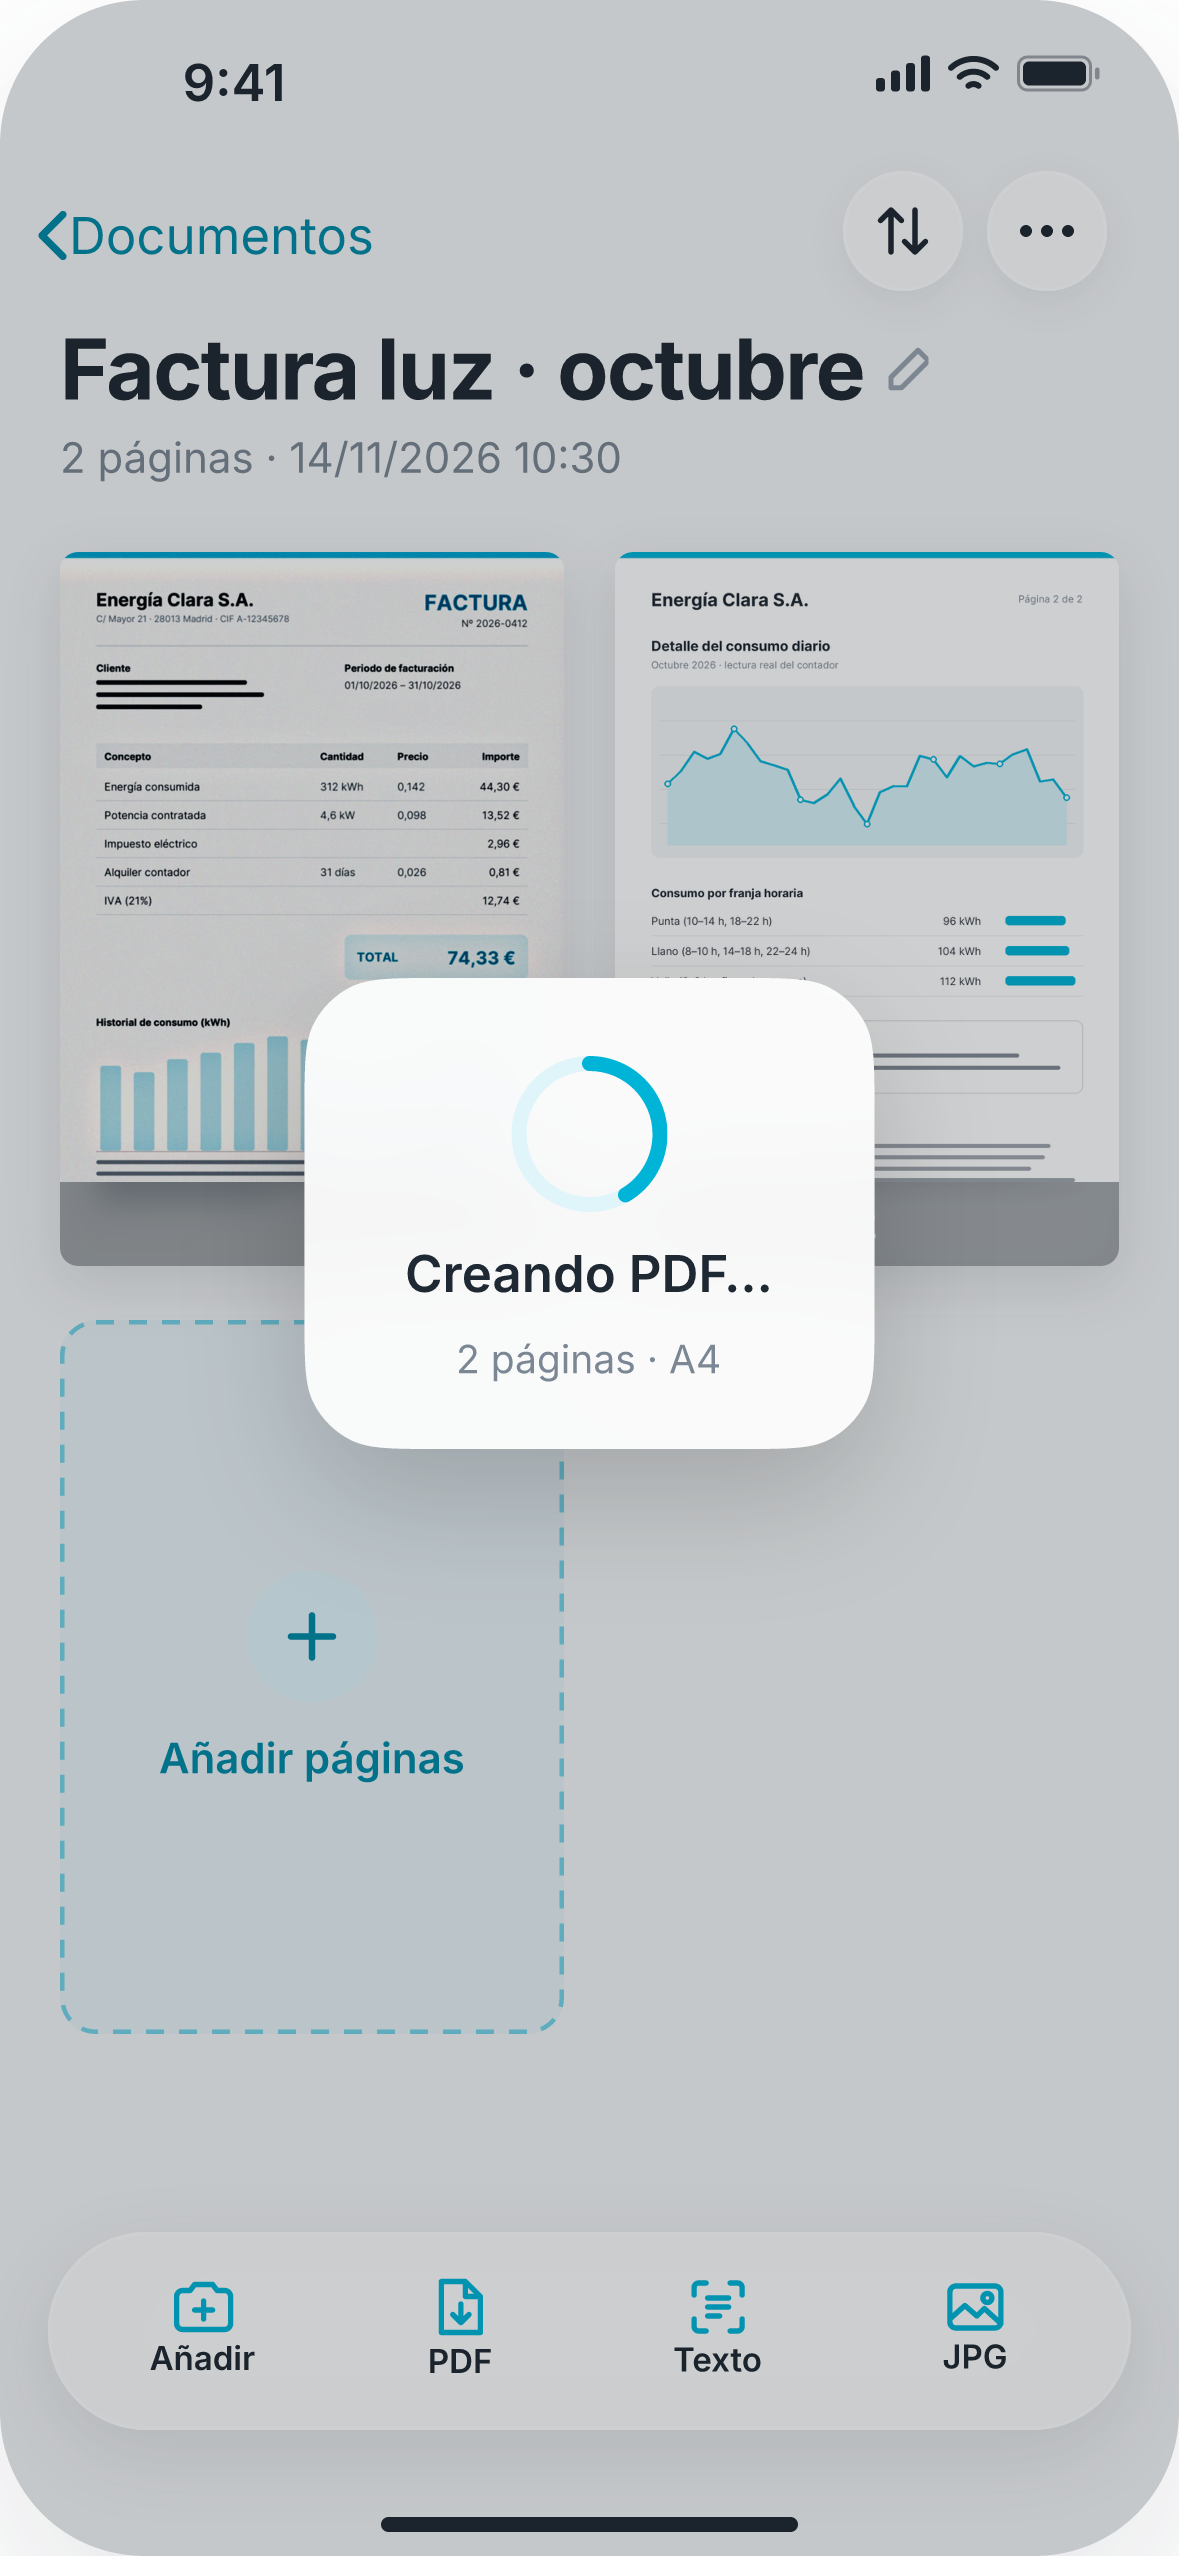 9:41
Documentos
Factura luz · octubre
2 páginas · 14/11/2026 10:30
Energía Clara S.A.
C/ Mayor 21 · 28013 Madrid · CIF A-12345678
FACTURA
Nº 2026-0412
Cliente
Periodo de facturación
01/10/2026 – 31/10/2026
Concepto Cantidad Precio Importe
Energía consumida 312 kWh 0,142 44,30 €
Potencia contratada 4,6 kW 0,098 13,52 €
Impuesto eléctrico 2,96 €
Alquiler contador 31 días 0,026 0,81 €
IVA (21%) 12,74 €
TOTAL 74,33 €
Historial de consumo (kWh)
Energía Clara S.A.
Página 2 de 2
Detalle del consumo diario
Octubre 2026 · lectura real del contador
Consumo por franja horaria
Punta (10–14 h, 18–22 h) 96 kWh
Llano (8–10 h, 14–18 h, 22–24 h) 104 kWh
112 kWh
Creando PDF...
2 páginas · A4
Añadir páginas
Añadir
PDF
Texto
JPG